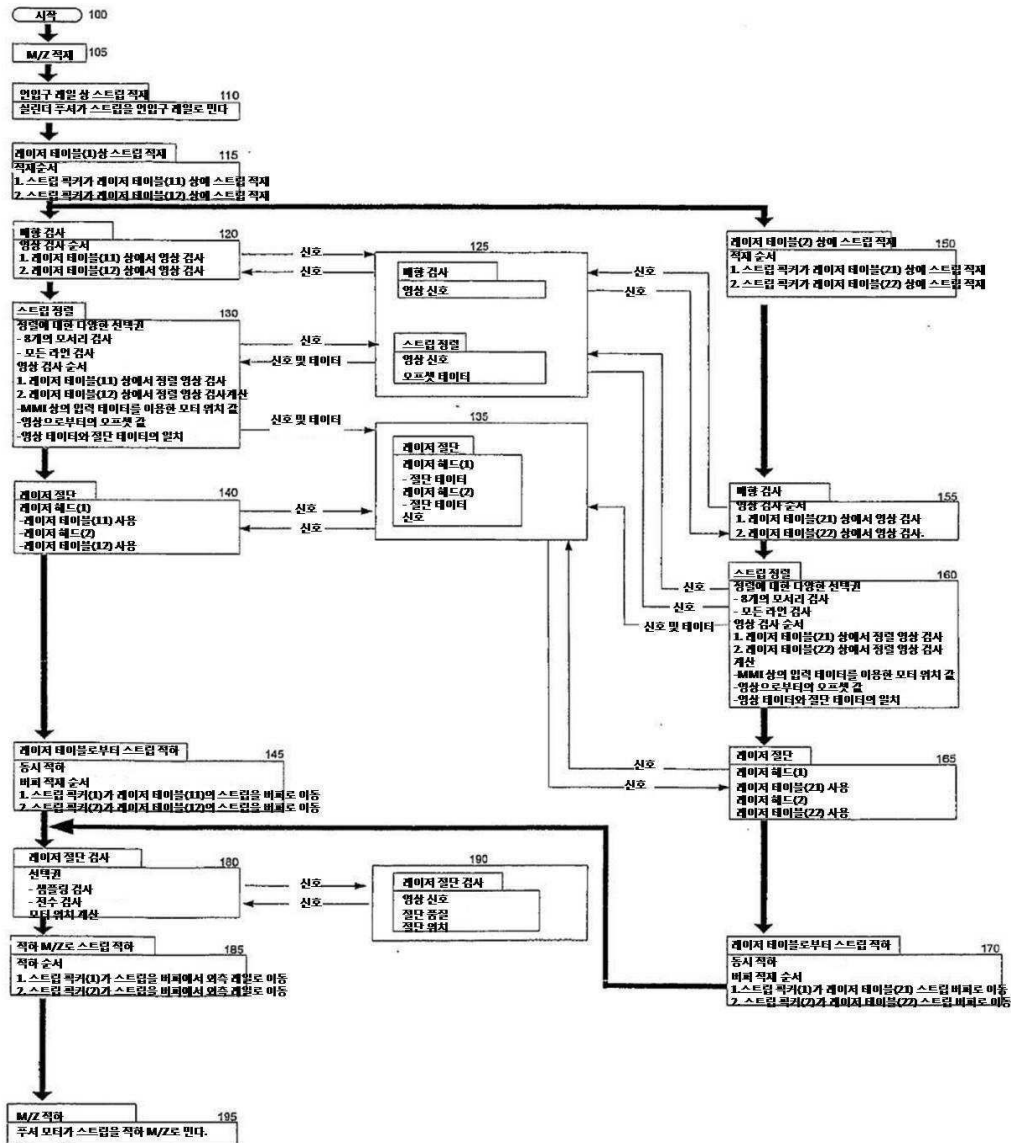 시작 100
M/Z 적재 105
언입구 레일 상 스트립 적재 110
실린더 푸셔가 스트립을 언입구 레일로 민다
레이저 테이블(1)상 스트립 적재 115
적재순서
1. 스트립 픽커가 레이저 테이블(11) 상에 스트립 적재
2. 스트립 픽커가 레이저 테이블(12) 상에 스트립 적재
배향 검사 120
영상 검사 순서
1. 레이저 테이블(11) 상에서 영상 검사
2. 레이저 테이블(12) 상에서 영상 검사
신호
신호
125
배향 검사
영상 신호
스트립 정렬
영상 신호
오프셋 데이터
신호
신호
레이저 테이블(2) 상에 스트립 적재 150
적재 순서
1. 스트립 픽커가 레이저 테이블(21) 상에 스트립 적재
2. 스트립 픽커가 레이저 테이블(22) 상에 스트립 적재
스트립 정렬 130
정렬에 대한 다양한 선택권
- 8개의 모서리 검사
- 모든 라인 검사
영상 검사 순서
1. 레이저 테이블(11) 상에서 정렬 영상 검사
2. 레이저 테이블(12) 상에서 정렬 영상 검사계산
-MMI 상의 입력 데이터를 이용한 모터 위치 값
-영상으로부터의 오프셋 값
-영상 데이터와 절단 데이터의 일치
신호
신호 및 데이터
신호 및 데이터
135
레이저 절단
레이저 헤드(1)
- 절단 데이터
레이저 헤드(2)
- 절단 데이터
신호
레이저 절단 140
레이저 헤드(1)
-레이저 테이블(11) 사용
-레이저 헤드(2)
-레이저 테이블(12) 사용
신호
신호
배향 검사 155
영상 검사 순서
1. 레이저 테이블(21) 상에서 영상 검사
2. 레이저 테이블(22) 상에서 영상 검사.
스트립 정렬 160
정렬에 대한 다양한 선택권
- 8개의 모서리 검사
- 모든 라인 검사
영상 검사 순서
1. 레이저 테이블(21) 상에서 정렬 영상 검사
2. 레이저 테이블(22) 상에서 정렬 영상 검사
계산
-MMI 상의 입력 데이터를 이용한 모터 위치 값
-영상으로부터의 오프셋 값
-영상 데이터와 절단 데이터의 일치
신호
신호
신호 및 데이터
레이저 테이블로부터 스트립 적하 145
동시 적하
버퍼 적재 순서
1. 스트립 픽커(1)가 레이저 테이블(11)의 스트립을 버퍼로 이동
2. 스트립 픽커(2)가 레이저 테이블(12)의 스트립을 버퍼로 이동
신호
신호
레이저 절단 165
레이저 헤드(1)
레이저 테이블(21) 사용
레이저 헤드(2)
레이저 테이블(22) 사용
레이저 절단 검사 180
선택권
- 샘플링 검사
- 전수 검사
모터 위치 계산
신호
신호
190
레이저 절단 검사
영상 신호
절단 품질
절단 위치
적하 M/Z로 스트립 적하 185
적하 순서
1. 스트립 픽커(1)가 스트립을 버퍼에서 외측 레일로 이동
2. 스트립 픽커(2)가 스트립을 버퍼에서 외측 레일로 이동
레이저 테이블로부터 스트립 적하 170
동시 적하
버퍼 적재 순서
1.스트립 픽커(1)가 레이저 테이블(21) 스트립 버퍼로 이동
2. 스트립 픽커(2)가 레이저 테이블(22) 스트립 버퍼로 이동
M/Z 적하 195
푸셔 모터가 스트립을 적하 M/Z로 민다.